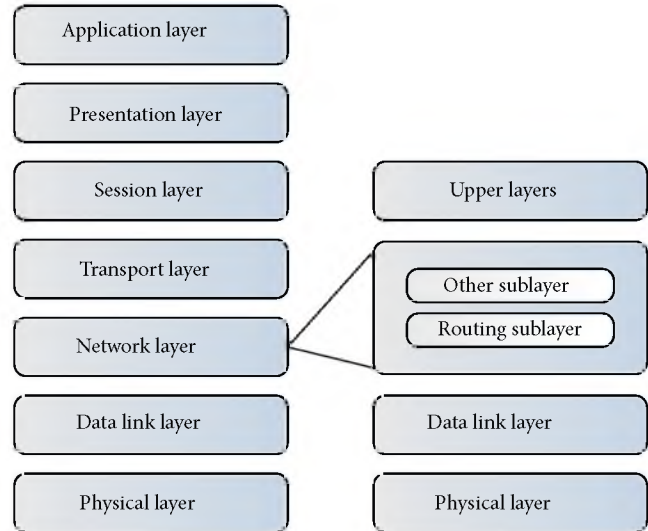 Application layer
Presentation layer
Session layer
Transport layer
Network layer
Data link layer
Physical layer
Upper layers
Other sublayer
Routing sublayer
Data link layer
Physical layer